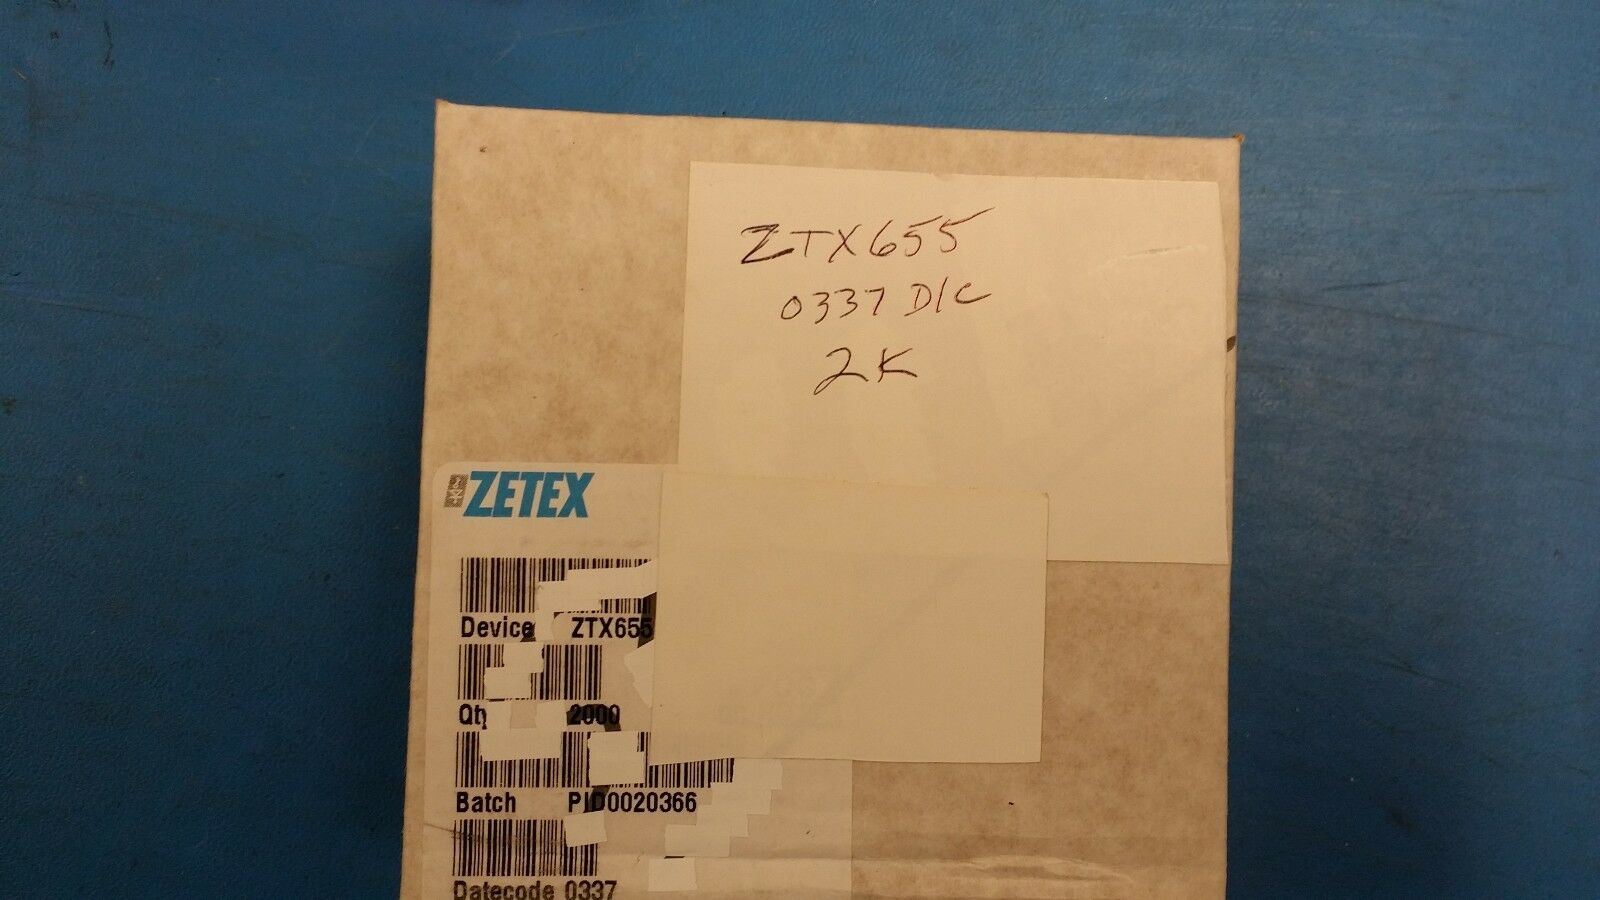 ZTX655
0337 D/C
2K
ZETEX
Device ZTX655
Qty 2000
Batch PID0020366
Datecode 0337